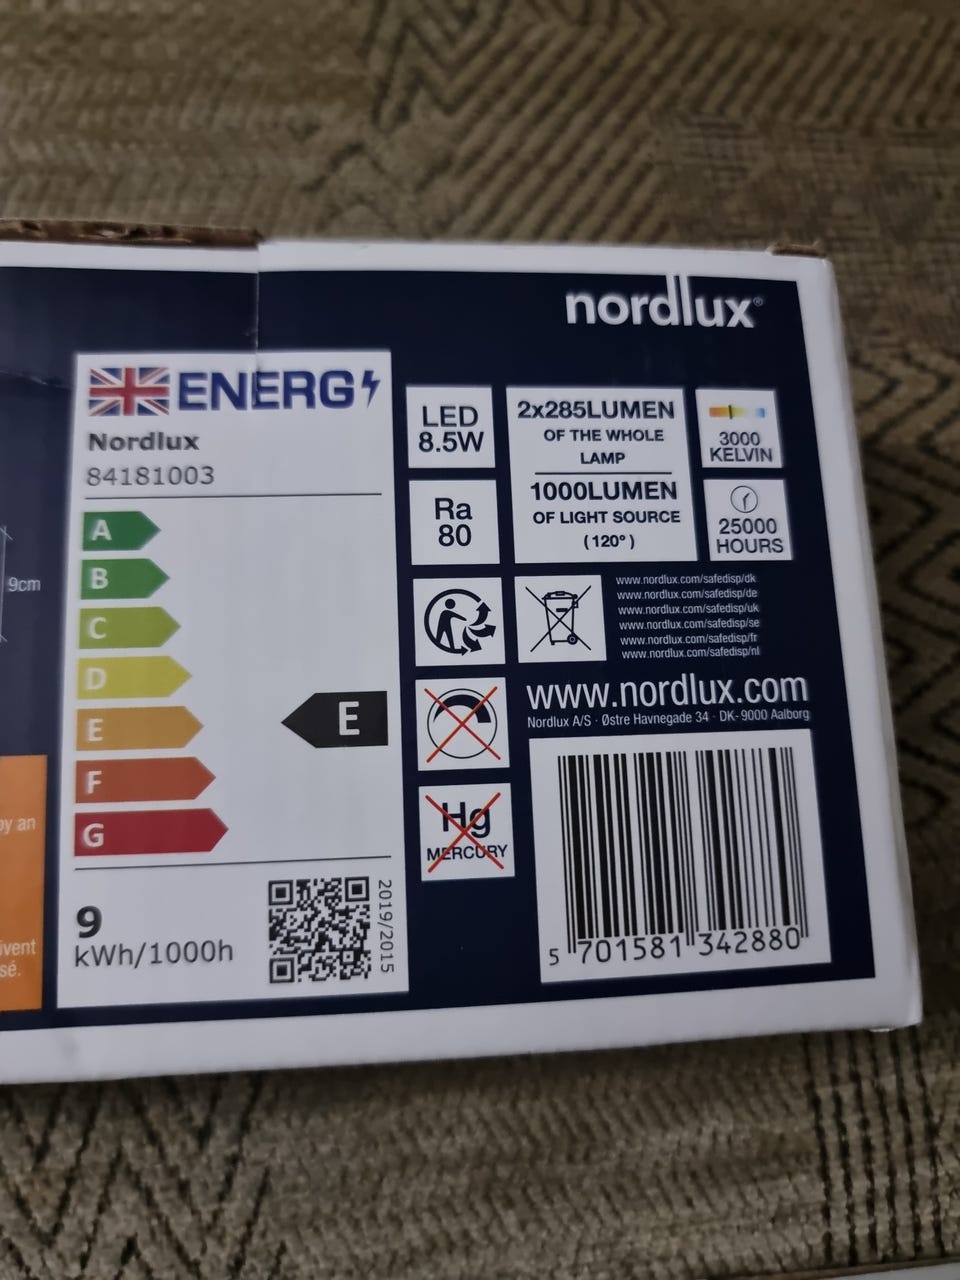 nordlux®
ENERG
Nordlux
84181003
A
B
C
D
E
F
G
E
9
kWh/1000h
2019/2015
9cm
by an
sé.
LED
8.5W
2x285LUMEN
OF THE WHOLE
LAMP
1000LUMEN
OF LIGHT SOURCE
(120°)
3000
KELVIN
Ra
80
25000
HOURS
www.nordlux.com/safedisp/dk
www.nordlux.com/safedisp/de
www.nordlux.com/safedisp/uk
www.nordlux.com/safedisp/se
www.nordlux.com/safedisp/fr
www.nordlux.com/safedisp/nl
www.nordlux.com
Nordlux A/S · Østre Havnegade 34 · DK- 9000 Aalborg
Hg
MERCURY
5 701581 342880